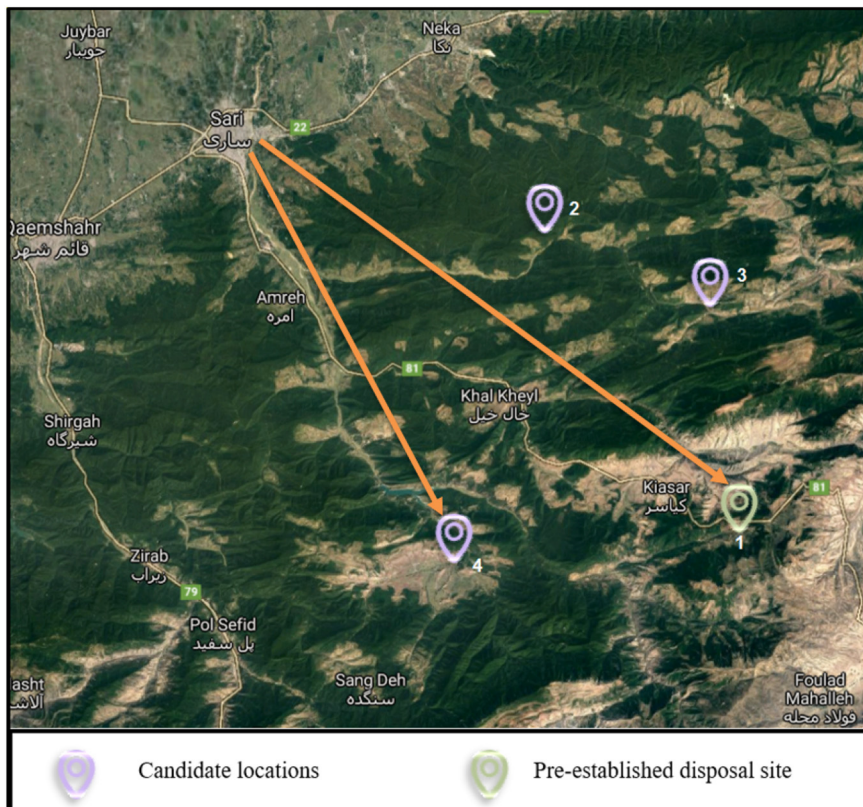 Juybar
جویبار
Neka
نکا
Sari
ساری
22
2
Qaemshahr
قائم شهر
3
Amreh
امره
81
Khal Kheyl
خال خیل
Shirgah
شیرگاه
Kiasar
کیاسر
81
1
4
Zirab
زیراب
79
Pol Sefid
پل سفید
Sang Deh
سنگده
Foulad
Mahalleh
فولاد محله
asht
آلاش
Candidate locations
Pre-established disposal site